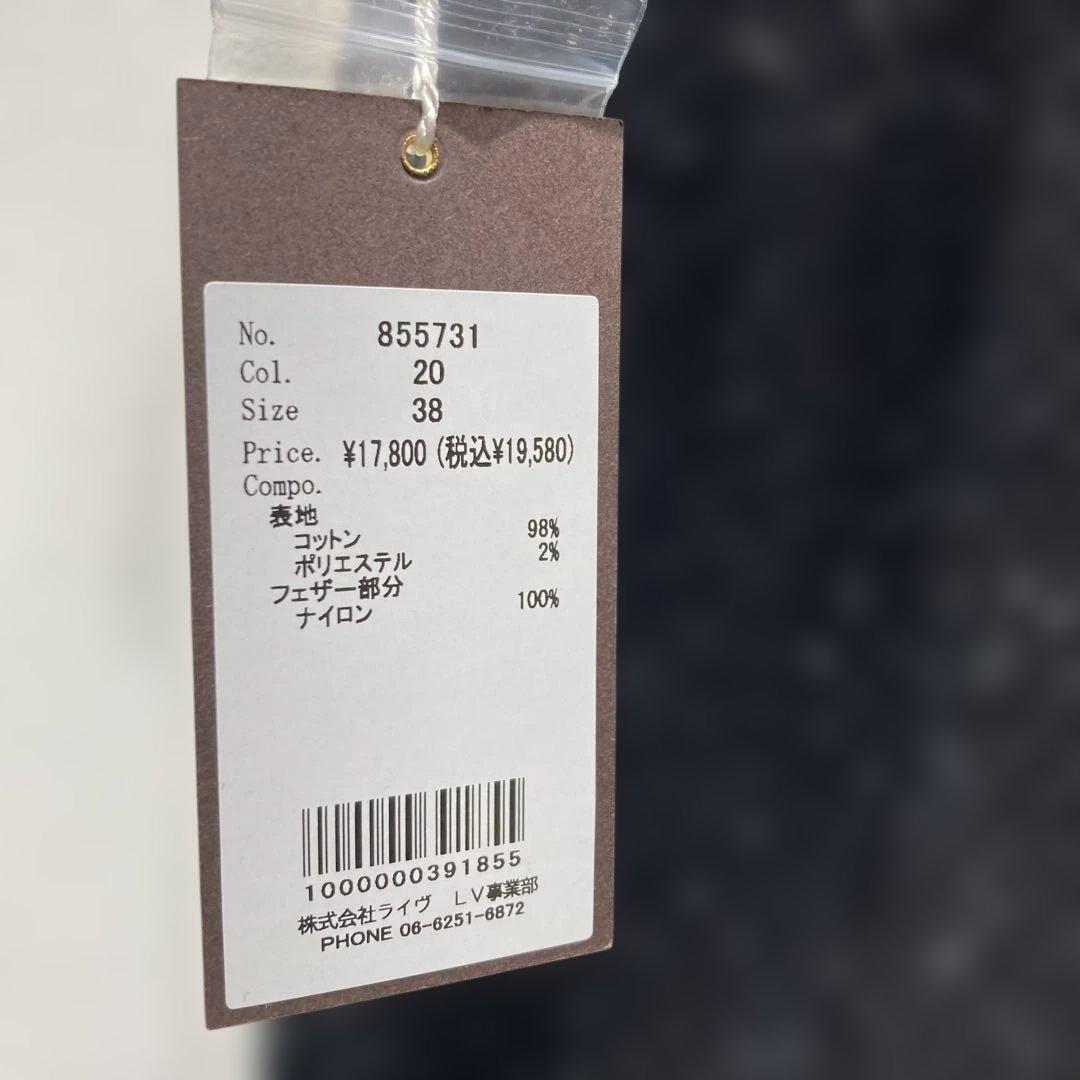 No. 855731
Col. 20
Size 38
Price. ¥17,800 (税込¥19,580)
Compo.
表地
コットン 98%
ポリエステル 2%
フェザー部分
ナイロン 100%
1000000391855
株式会社ライヴ LV事業部
PHONE 06-6251-6872